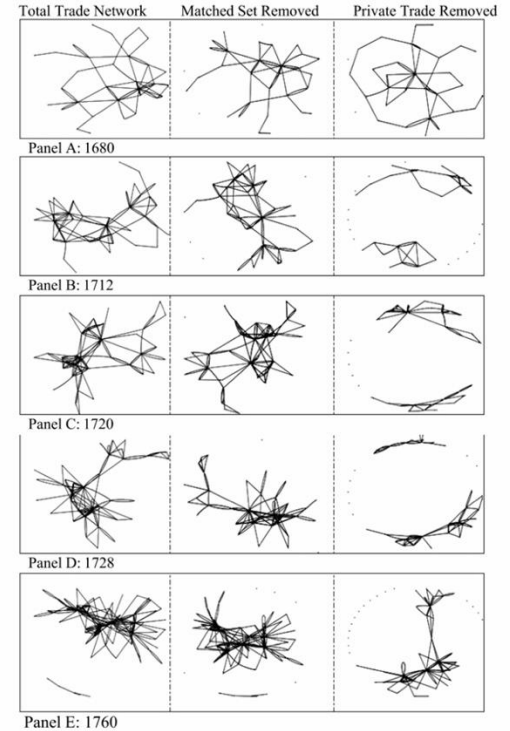 Total Trade Network Matched Set Removed Private Trade Removed
Panel A: 1680
Panel B: 1712
Panel C: 1720
Panel D: 1728
Panel E: 1760